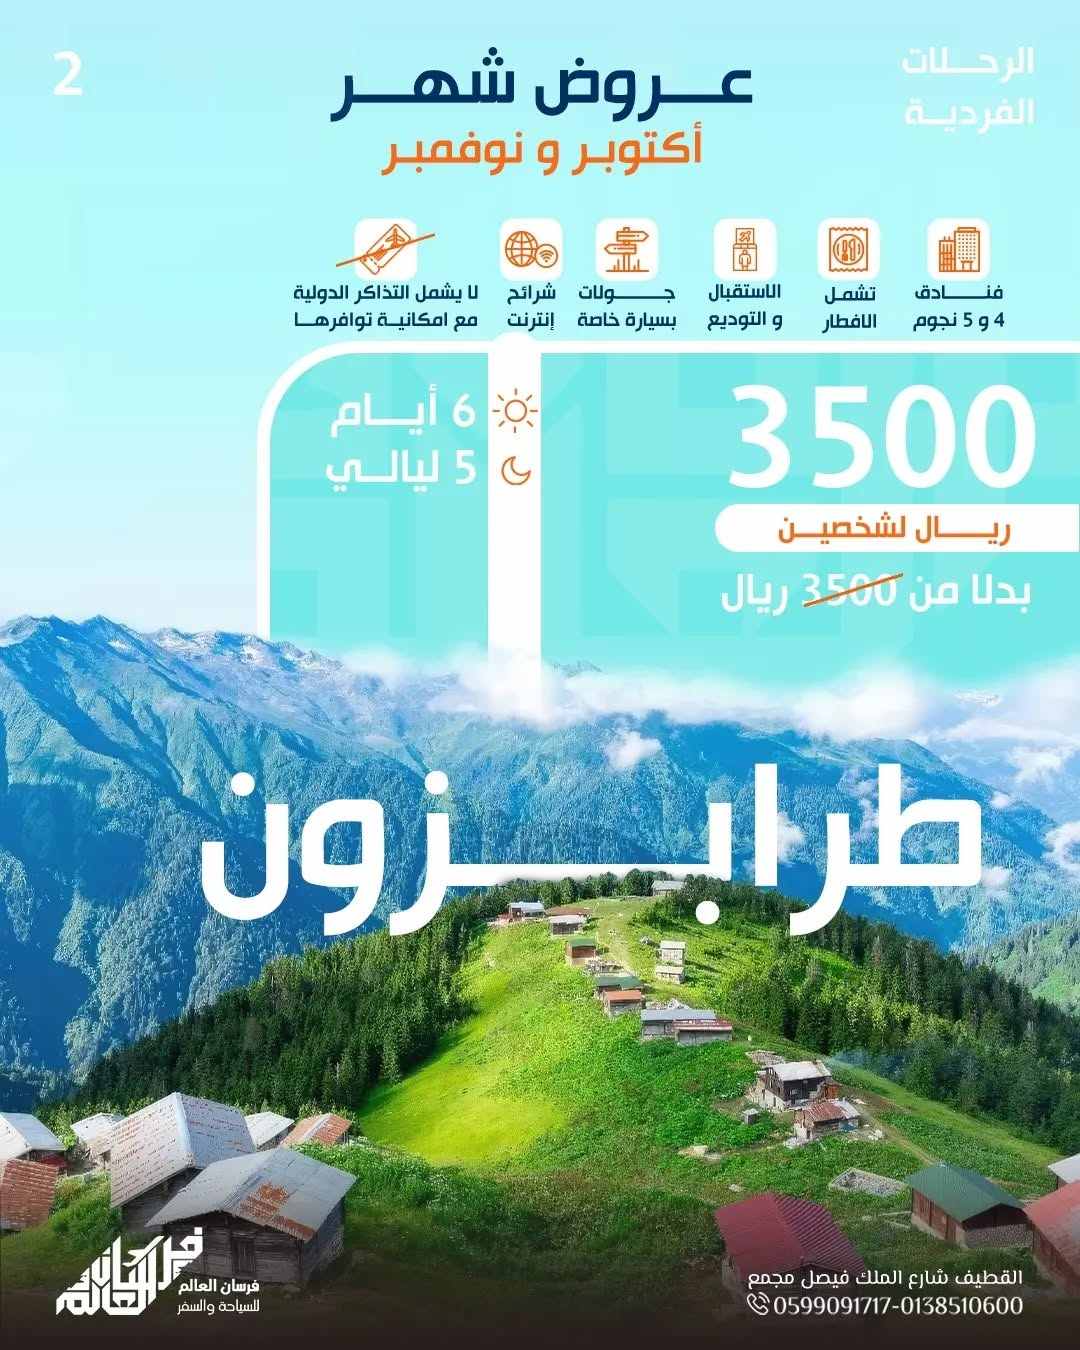 2
الرحلات
الفردية
عروض شهر
أكتوبر و نوفمبر
فنادق
4 و 5 نجوم
تشمل
الافطار
الاستقبال
و التوديع
جولات
بسيارة خاصة
شرائح
إنترنت
لا يشمل التذاكر الدولية
مع امكانية توافرها
3500
ريال لشخصين
بدلا من 3500 ريال
6 أيام
5 ليالي
طرابزون
القطيف شارع الملك فيصل مجمع
0599091717-0138510600
فرسان العالم
فرسان العالم
للسياحة والسفر